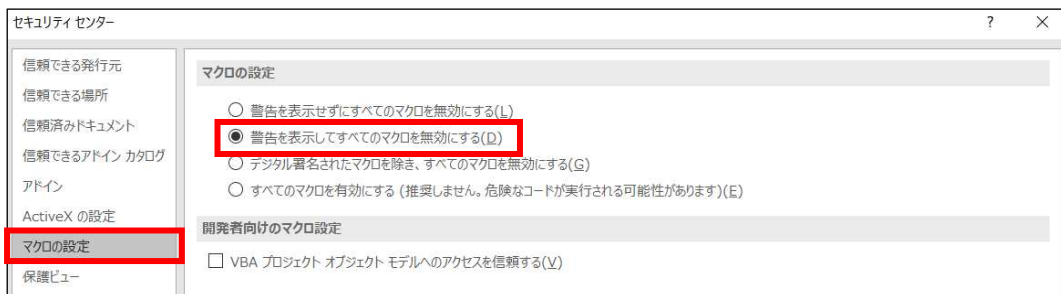 セキュリティ センター
? ×
信頼できる発行元
信頼できる場所
信頼済みドキュメント
信頼できるアドイン カタログ
アドイン
ActiveX の設定
マクロの設定
保護ビュー
マクロの設定
警告を表示せずにすべてのマクロを無効にする(L)
警告を表示してすべてのマクロを無効にする(D)
デジタル署名されたマクロを除き、すべてのマクロを無効にする(G)
すべてのマクロを有効にする (推奨しません。危険なコードが実行される可能性があります)(E)
開発者向けのマクロ設定
VBA プロジェクト オブジェクト モデルへのアクセスを信頼する(V)